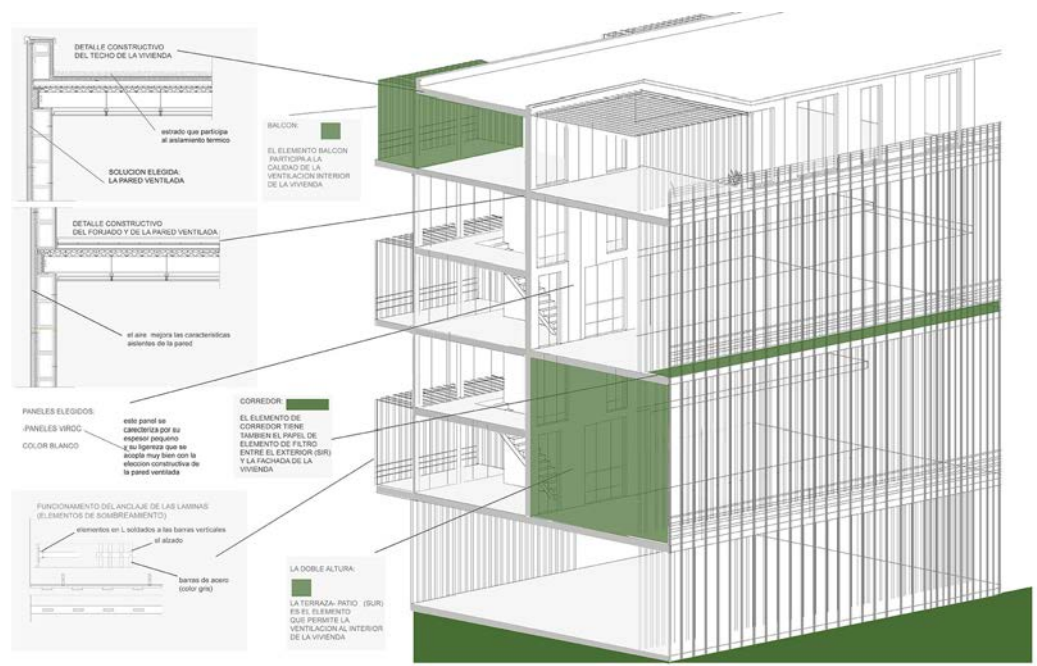 DETALLE CONSTRUCTIVO
DEL TECHO DE LA VIVIENDA
estrado que participa
al aislamiento termico
SOLUCION ELEGIDA:
LA PARED VENTILADA
BALCON:
EL ELEMENTO BALCON
PARTICIPA A LA
CALIDAD DE LA
VENTILACION INTERIOR
DE LA VIVIENDA
DETALLE CONSTRUCTIVO
DEL FORJADO Y DE LA PARED VENTILADA
el aire mejora las caracteristicas
aislentes de la pared
PANELES ELEGIDOS:
-PANELES VIROC
COLOR BLANCO
este panel se
carecteriza por su
espesor pequeno
y su ligereza que se
acopla muy bien con la
eleccion constructiva de
la pared ventilada
CORREDOR:
EL ELEMENTO DE
CORREDOR TIENE
TAMBIEN EL PAPEL DE
ELEMENTO DE FILTRO
ENTRE EL EXTERIOR (SIR)
Y LA FACHADA DE LA
VIVIENDA
FUNCIONAMENTO DEL ANCLAJE DE LAS LAMINAS
(ELEMENTOS DE SOMBREAMIENTO)
elementos en L soldados a las barras verticales
el alzado
barras de acero
(color gris)
LA DOBLE ALTURA:
LA TERRAZA- PATIO (SUR)
ES EL ELEMENTO
QUE PERMITE LA
VENTILACION AL INTERIOR
DE LA VIVIENDA